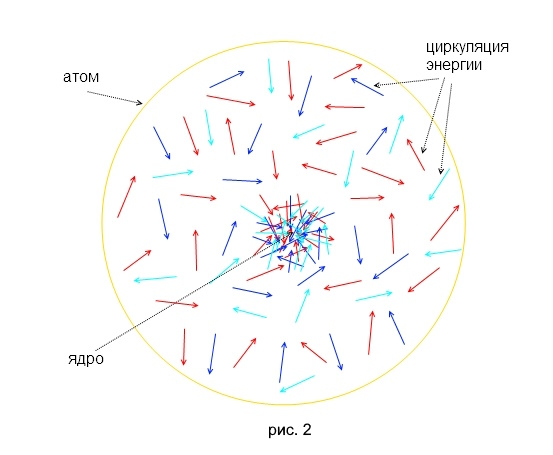 циркуляция
энергии
атом
ядро
рис. 2